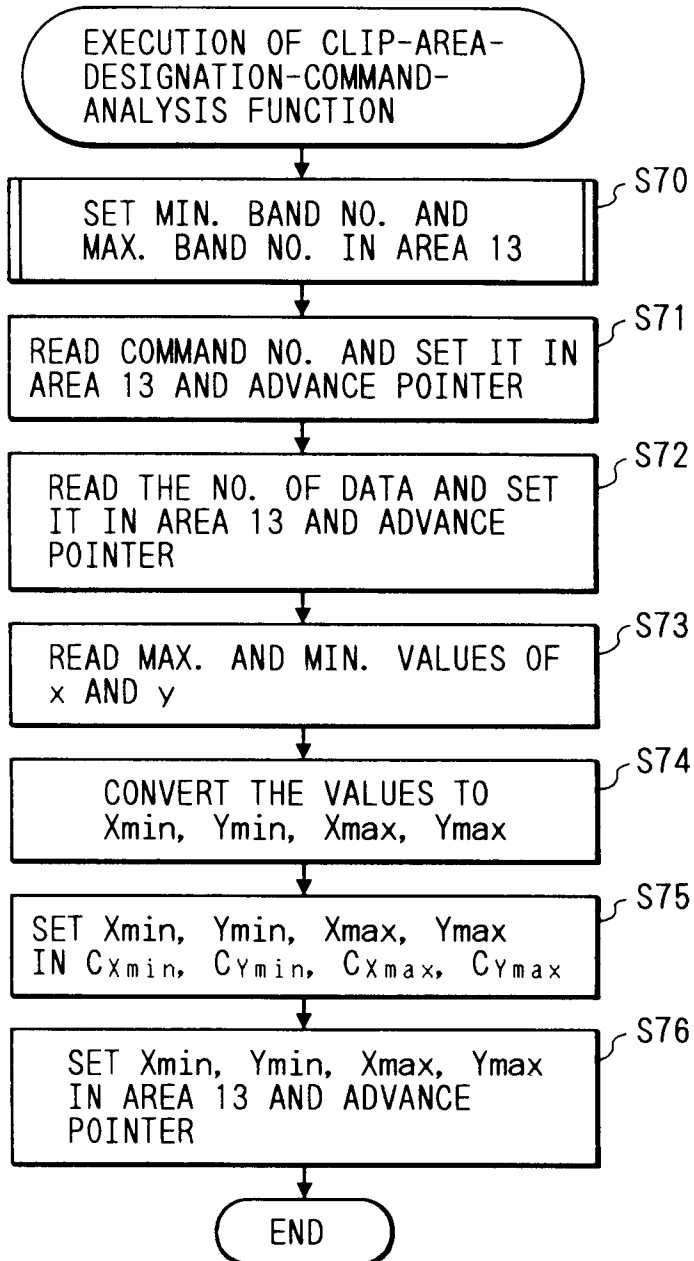 EXECUTION OF CLIP-AREA-
DESIGNATION-COMMAND-
ANALYSIS FUNCTION
S70
SET MIN. BAND NO. AND
MAX. BAND NO. IN AREA 13
S71
READ COMMAND NO. AND SET IT IN
AREA 13 AND ADVANCE POINTER
S72
READ THE NO. OF DATA AND SET
IT IN AREA 13 AND ADVANCE
POINTER
S73
READ MAX. AND MIN. VALUES OF
x AND y
S74
CONVERT THE VALUES TO
Xmin, Ymin, Xmax, Ymax
S75
SET Xmin, Ymin, Xmax, Ymax
IN CXmin, CYmin, CXmax, CYmax
S76
SET Xmin, Ymin, Xmax, Ymax
IN AREA 13 AND ADVANCE
POINTER
END